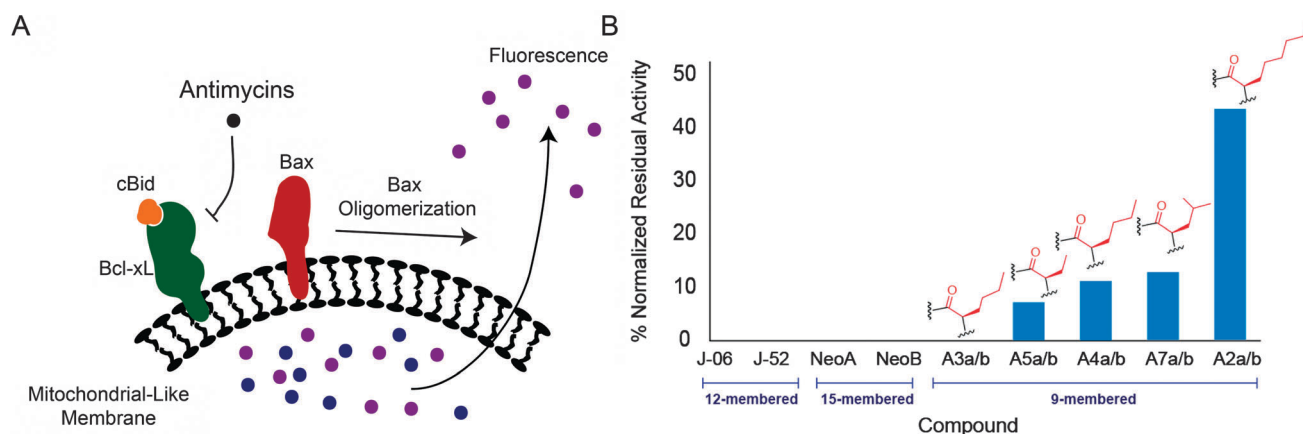 A
Fluorescence
Antimycins
cBid
Bax
Bax
Oligomerization
Bcl-xL
Mitochondrial-Like
Membrane
B
% Normalized Residual Activity
50
40
30
20
10
0
O
O
O
O
O
J-06 J-52 NeoA NeoB A3a/b A5a/b A4a/b A7a/b A2a/b
12-membered 15-membered 9-membered
Compound